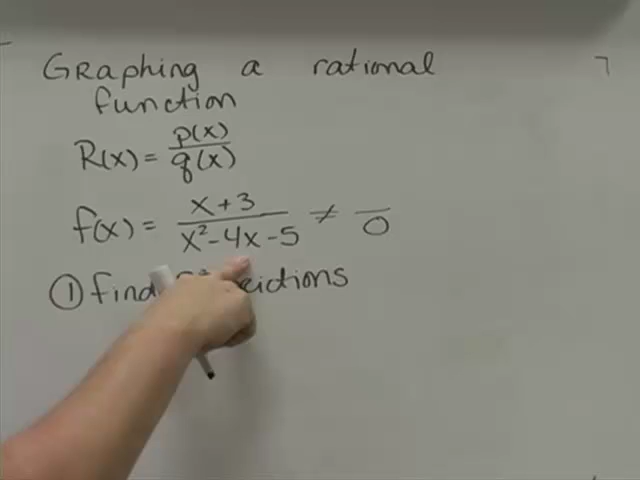 Graphing a rational
function
R(x) = p(x)/q(x)
f(x) = x+3/x²-4x-5 ≠ —/0
① find